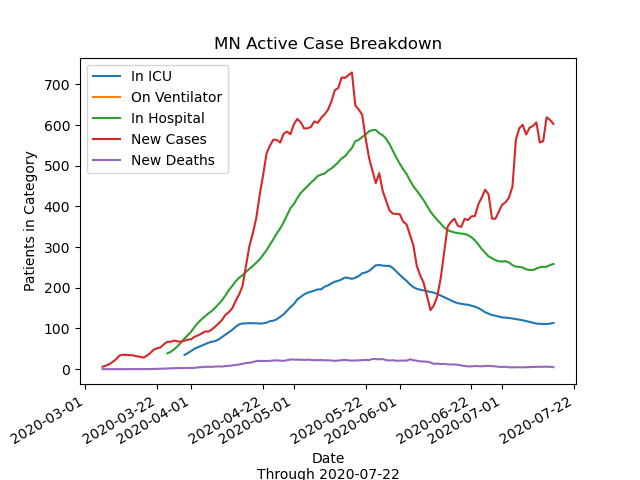 MN Active Case Breakdown
In ICU
On Ventilator
In Hospital
New Cases
New Deaths
Patients in Category
700
600
500
400
300
200
100
0
2020-03-01
2020-03-22
2020-04-01
2020-04-22
2020-05-01
2020-05-22
2020-06-01
2020-06-22
2020-07-01
2020-07-22
Date
Through 2020-07-22